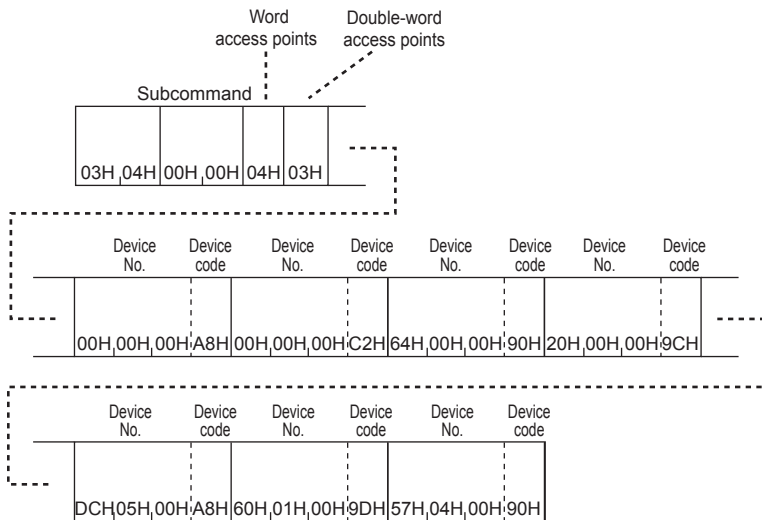 Word Double-word
access points access points
Subcommand
03H 04H 00H 00H 04H 03H
Device Device Device Device Device Device Device Device
No. code No. code No. code No. code
00H 00H 00H A8H 00H 00H 00H C2H 64H 00H 00H 90H 20H 00H 00H 9CH
Device Device Device Device Device Device
No. code No. code No. code
DCH 05H 00H A8H 60H 01H 00H 9DH 57H 04H 00H 90H